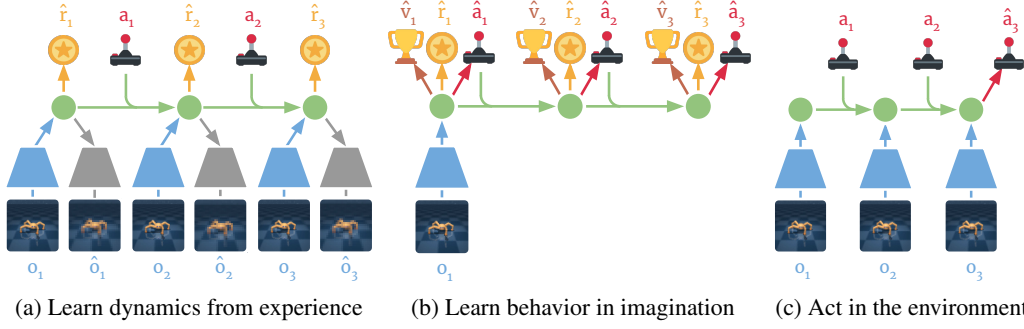 r̂₁ a₁ r̂₂ a₂ r̂₃
v̂₁ r̂₁ â₁ v̂₂ r̂₂ â₂ v̂₃ r̂₃ â₃
a₁ a₂ â₃
o₁ ô₁ o₂ ô₂ o₃ ô₃
o₁
o₁ o₂ o₃
(a) Learn dynamics from experience
(b) Learn behavior in imagination
(c) Act in the environment